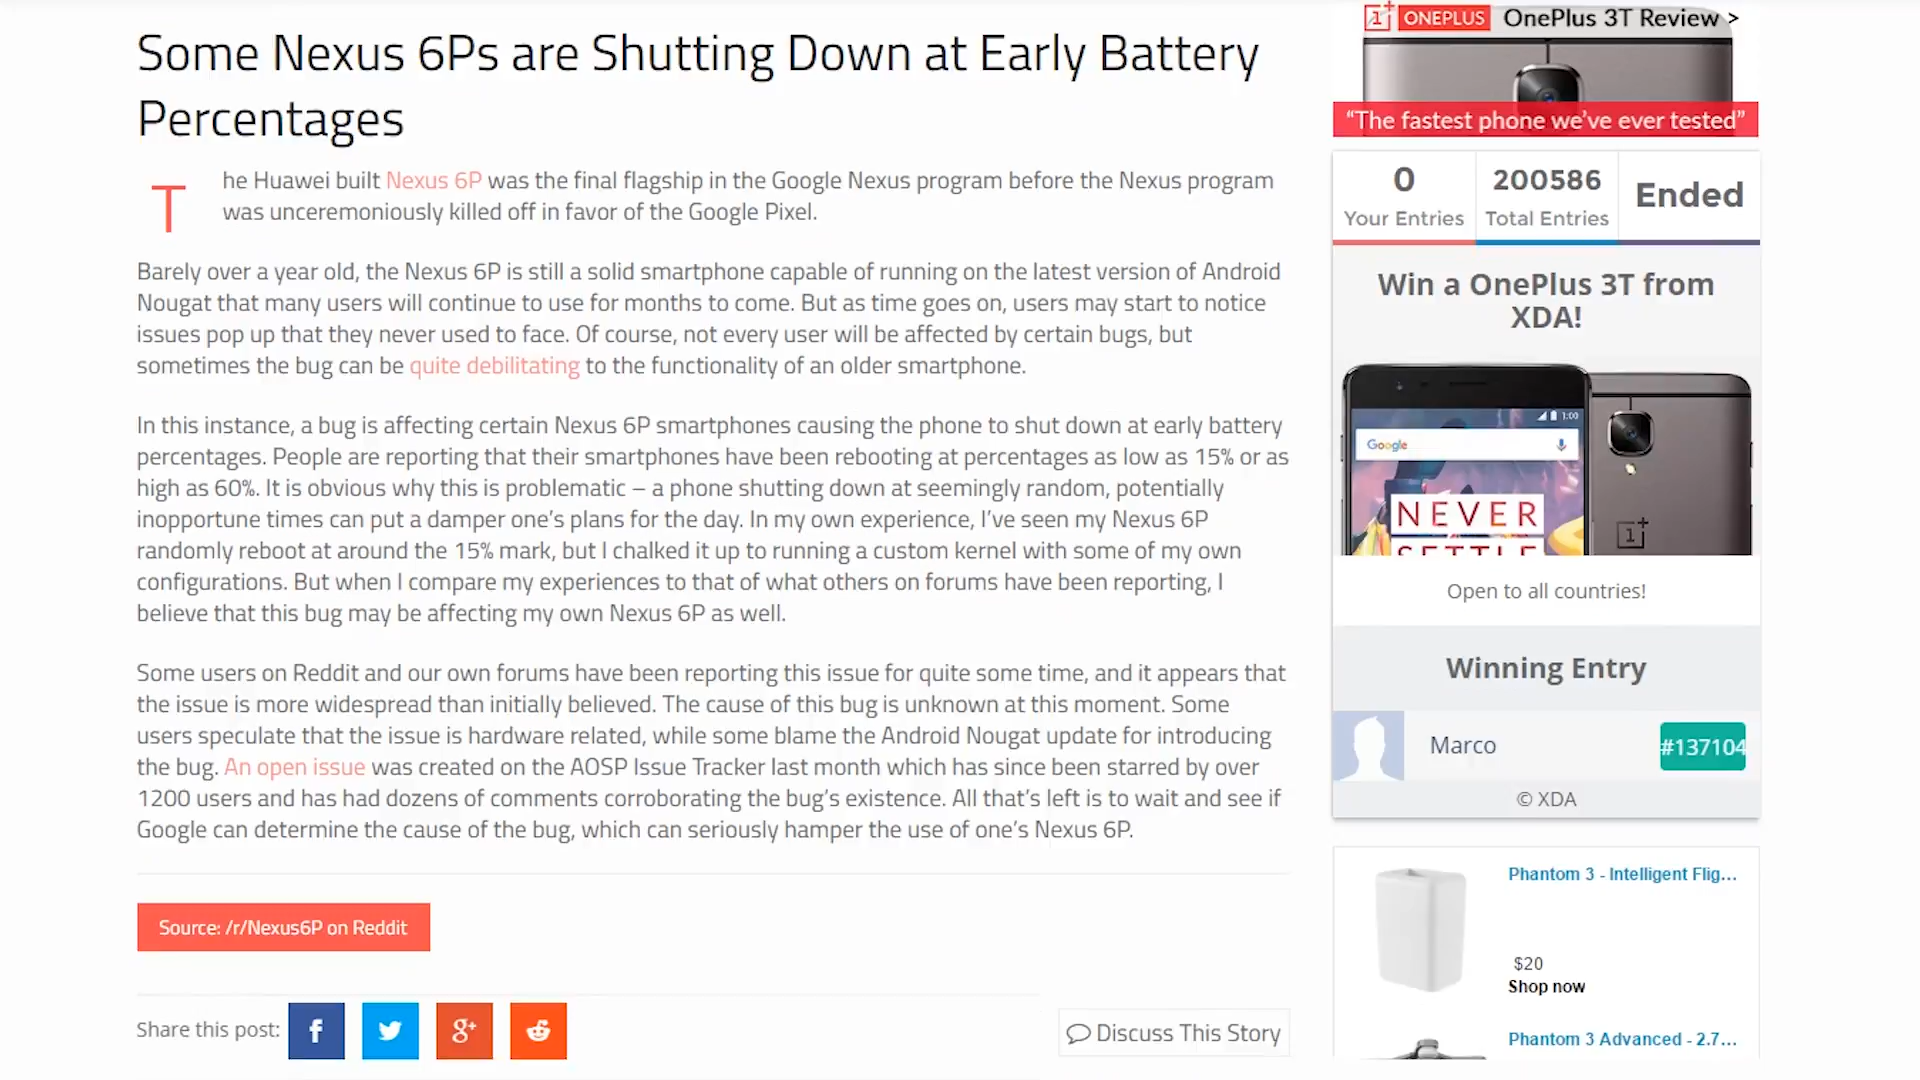 Some Nexus 6Ps are Shutting Down at Early Battery
Percentages
The Huawei built Nexus 6P was the final flagship in the Google Nexus program before the Nexus program
was unceremoniously killed off in favor of the Google Pixel.
Barely over a year old, the Nexus 6P is still a solid smartphone capable of running on the latest version of Android
Nougat that many users will continue to use for months to come. But as time goes on, users may start to notice
issues pop up that they never used to face. Of course, not every user will be affected by certain bugs, but
sometimes the bug can be quite debilitating to the functionality of an older smartphone.
In this instance, a bug is affecting certain Nexus 6P smartphones causing the phone to shut down at early battery
percentages. People are reporting that their smartphones have been rebooting at percentages as low as 15% or as
high as 60%. It is obvious why this is problematic – a phone shutting down at seemingly random, potentially
inopportune times can put a damper one's plans for the day. In my own experience, I've seen my Nexus 6P
randomly reboot at around the 15% mark, but I chalked it up to running a custom kernel with some of my own
configurations. But when I compare my experiences to that of what others on forums have been reporting, I
believe that this bug may be affecting my own Nexus 6P as well.
Some users on Reddit and our own forums have been reporting this issue for quite some time, and it appears that
the issue is more widespread than initially believed. The cause of this bug is unknown at this moment. Some
users speculate that the issue is hardware related, while some blame the Android Nougat update for introducing
the bug. An open issue was created on the AOSP Issue Tracker last month which has since been starred by over
1200 users and has had dozens of comments corroborating the bug's existence. All that's left is to wait and see if
Google can determine the cause of the bug, which can seriously hamper the use of one's Nexus 6P.
Source: /r/Nexus6P on Reddit
Share this post:
Discuss This Story
ONEPLUS OnePlus 3T Review >
“The fastest phone we've ever tested”
0
Your Entries
200586
Total Entries
Ended
Win a OnePlus 3T from
XDA!
1:00
Google
NEVER
SETTLE
Open to all countries!
Winning Entry
Marco #137104
© XDA
Phantom 3 - Intelligent Flig...
$20
Shop now
Phantom 3 Advanced - 2.7...